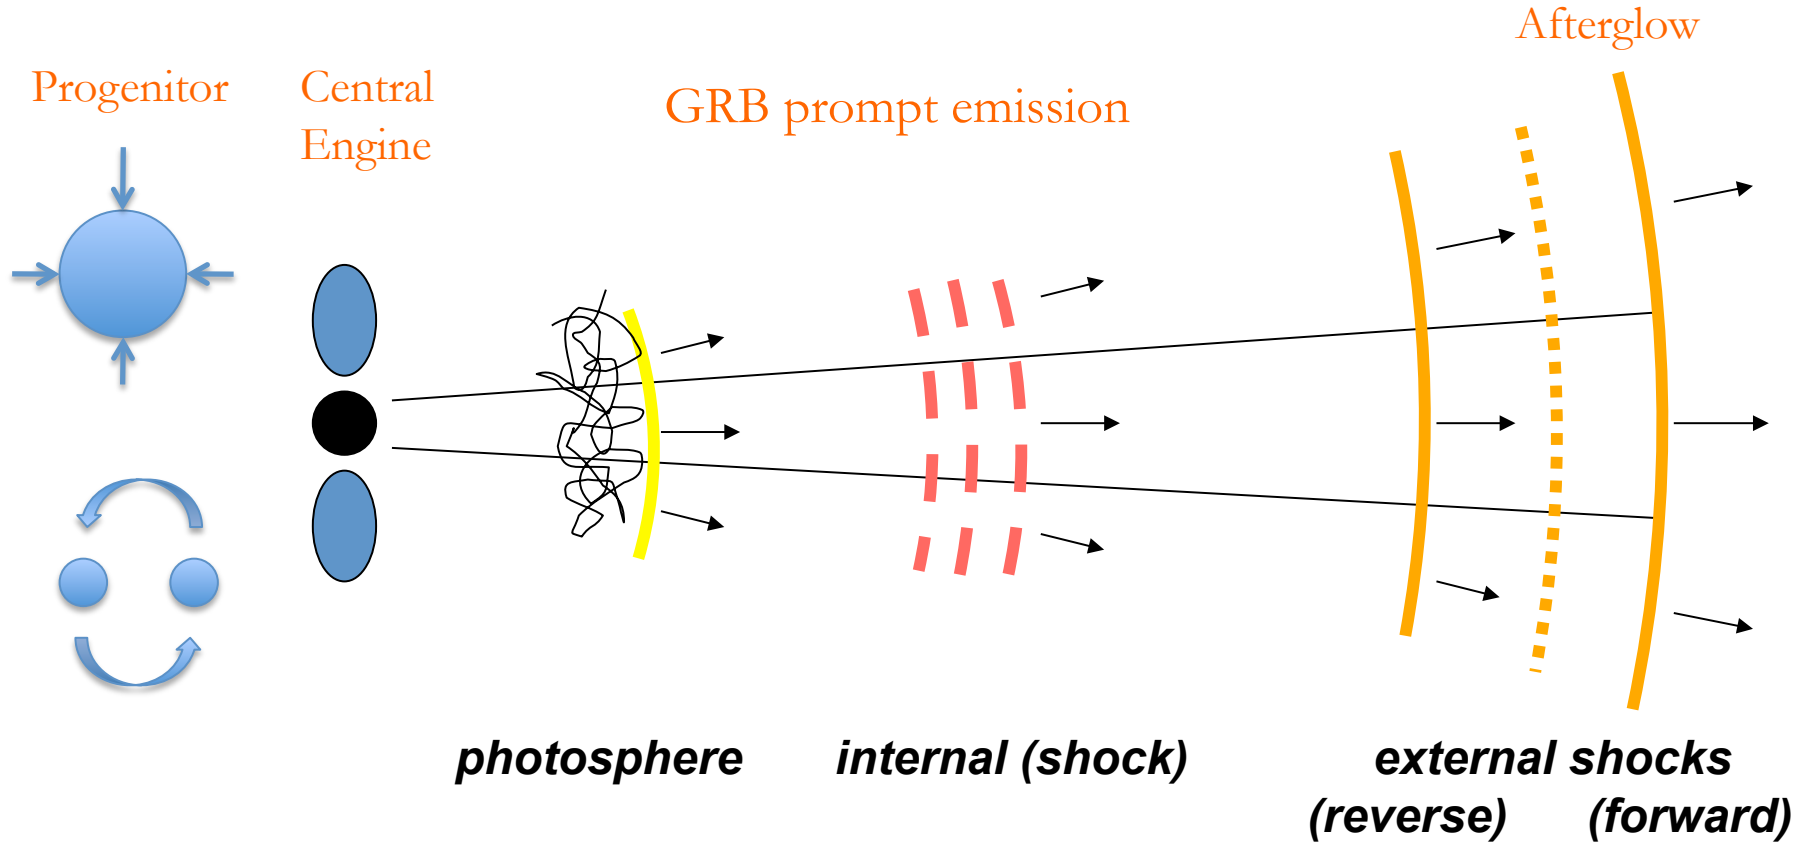 Afterglow
Progenitor
Central
Engine
GRB prompt emission
photosphere
internal (shock)
external shocks
(reverse)
(forward)